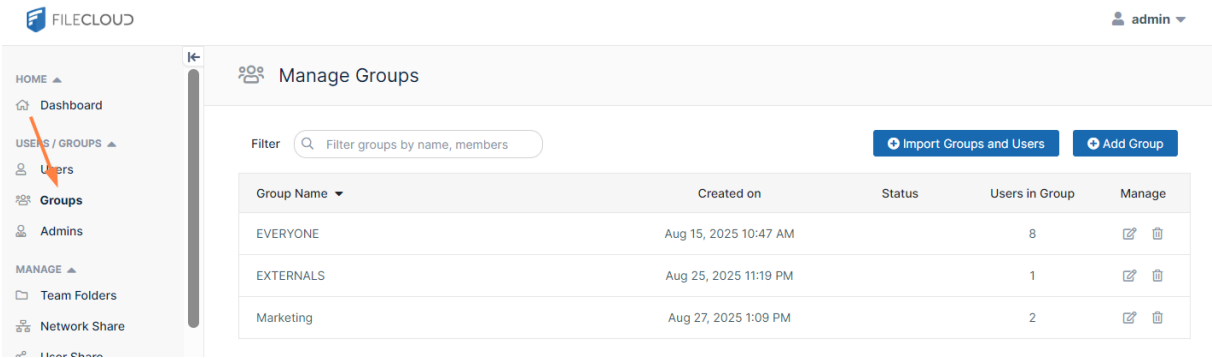 FILECLOUD
admin
HOME
Dashboard
USERS / GROUPS
Users
Groups
Admins
MANAGE
Team Folders
Network Share
User Share
Manage Groups
Filter Filter groups by name, members Import Groups and Users Add Group
Group Name Created on Status Users in Group Manage
EVERYONE Aug 15, 2025 10:47 AM 8
EXTERNALS Aug 25, 2025 11:19 PM 1
Marketing Aug 27, 2025 1:09 PM 2